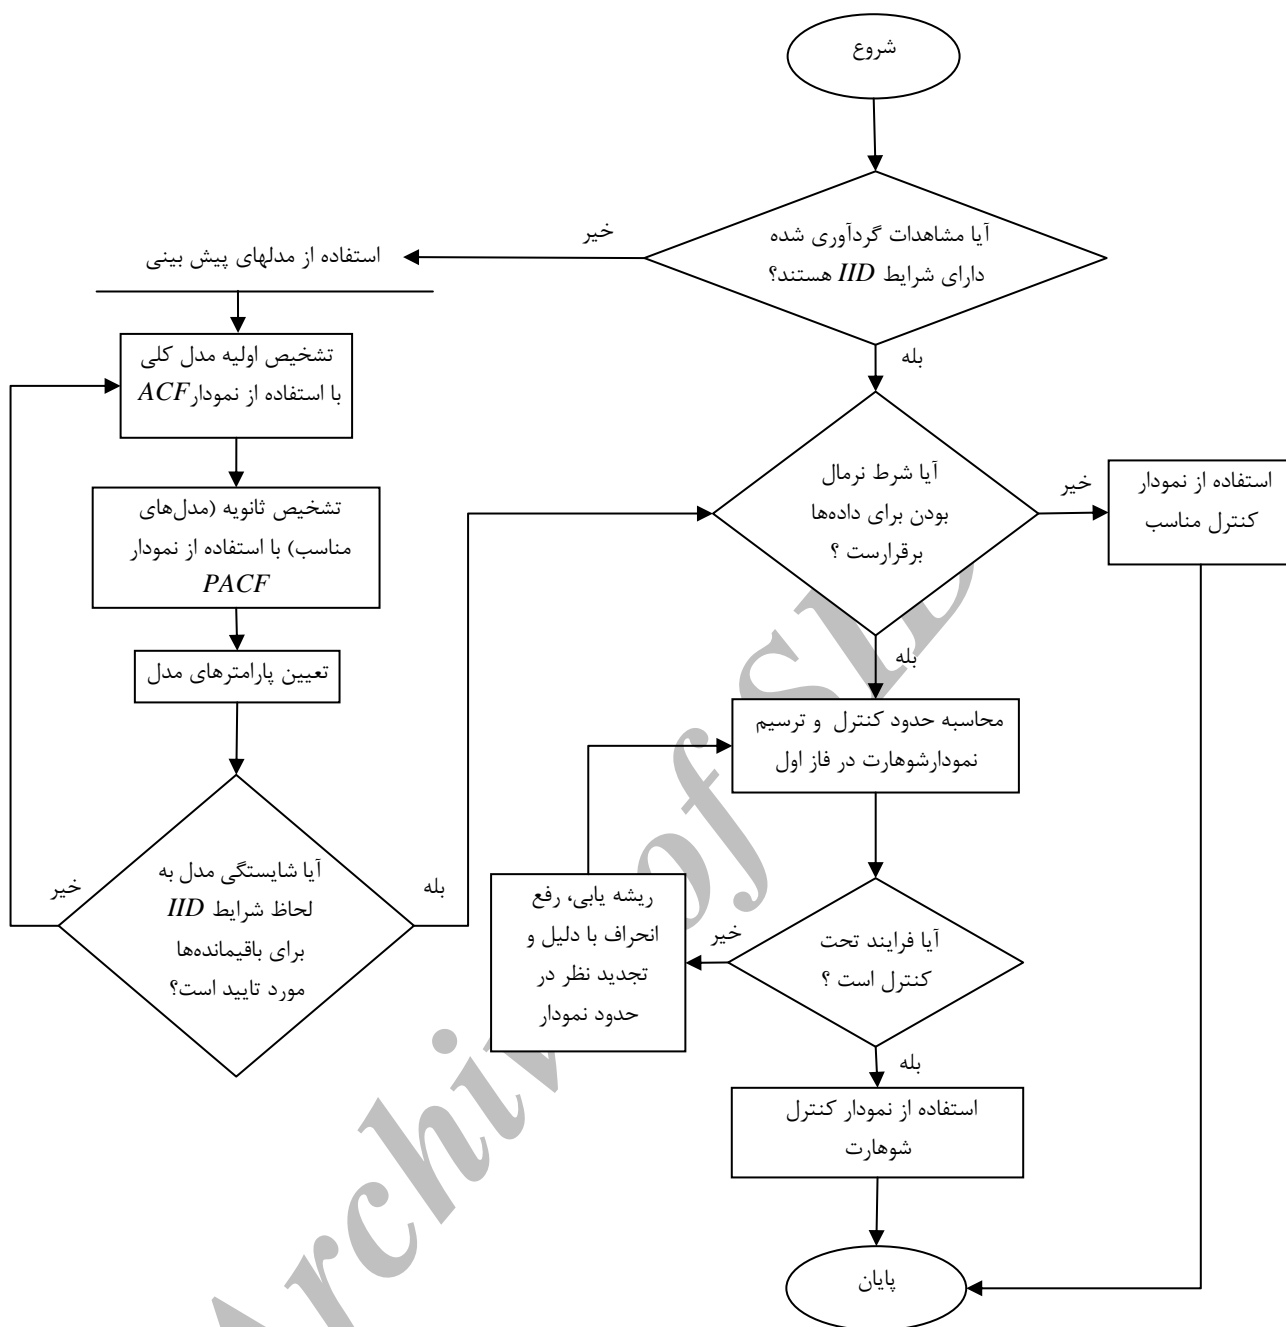 شروع
آیا مشاهدات گردآوری شده
دارای شرایط IID هستند؟
خیر
استفاده از مدلهای پیش بینی
تشخیص اولیه مدل کلی
با استفاده از نمودار ACF
تشخیص ثانویه (مدل‌های
مناسب) با استفاده از نمودار
PACF
تعیین پارامترهای مدل
آیا شایستگی مدل به
لحاظ شرایط IID
برای باقیمانده‌ها
مورد تایید است؟
خیر
بله
بله
آیا شرط نرمال
بودن برای داده‌ها
برقرارست ؟
خیر
استفاده از نمودار
کنترل مناسب
بله
محاسبه حدود کنترل و ترسیم
نمودارشوهارت در فاز اول
آیا فرایند تحت
کنترل است ؟
خیر
ریشه یابی، رفع
انحراف با دلیل و
تجدید نظر در
حدود نمودار
بله
استفاده از نمودار کنترل
شوهارت
پایان
Archive of SID